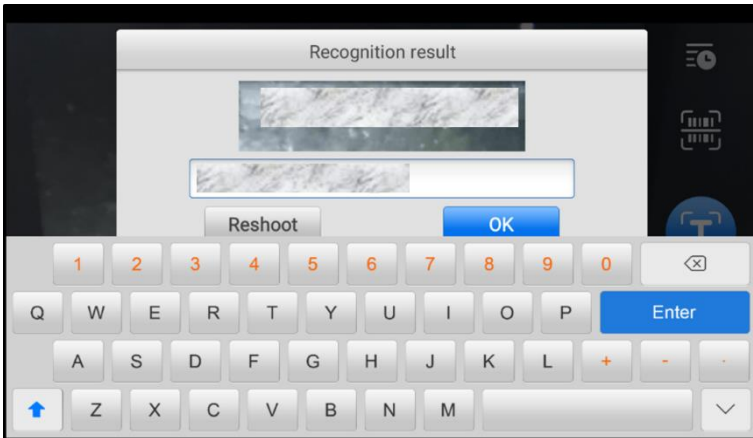 Recognition result
Reshoot
OK
1 2 3 4 5 6 7 8 9 0
Q W E R T Y U I O P Enter
A S D F G H J K L + - ·
Z X C V B N M